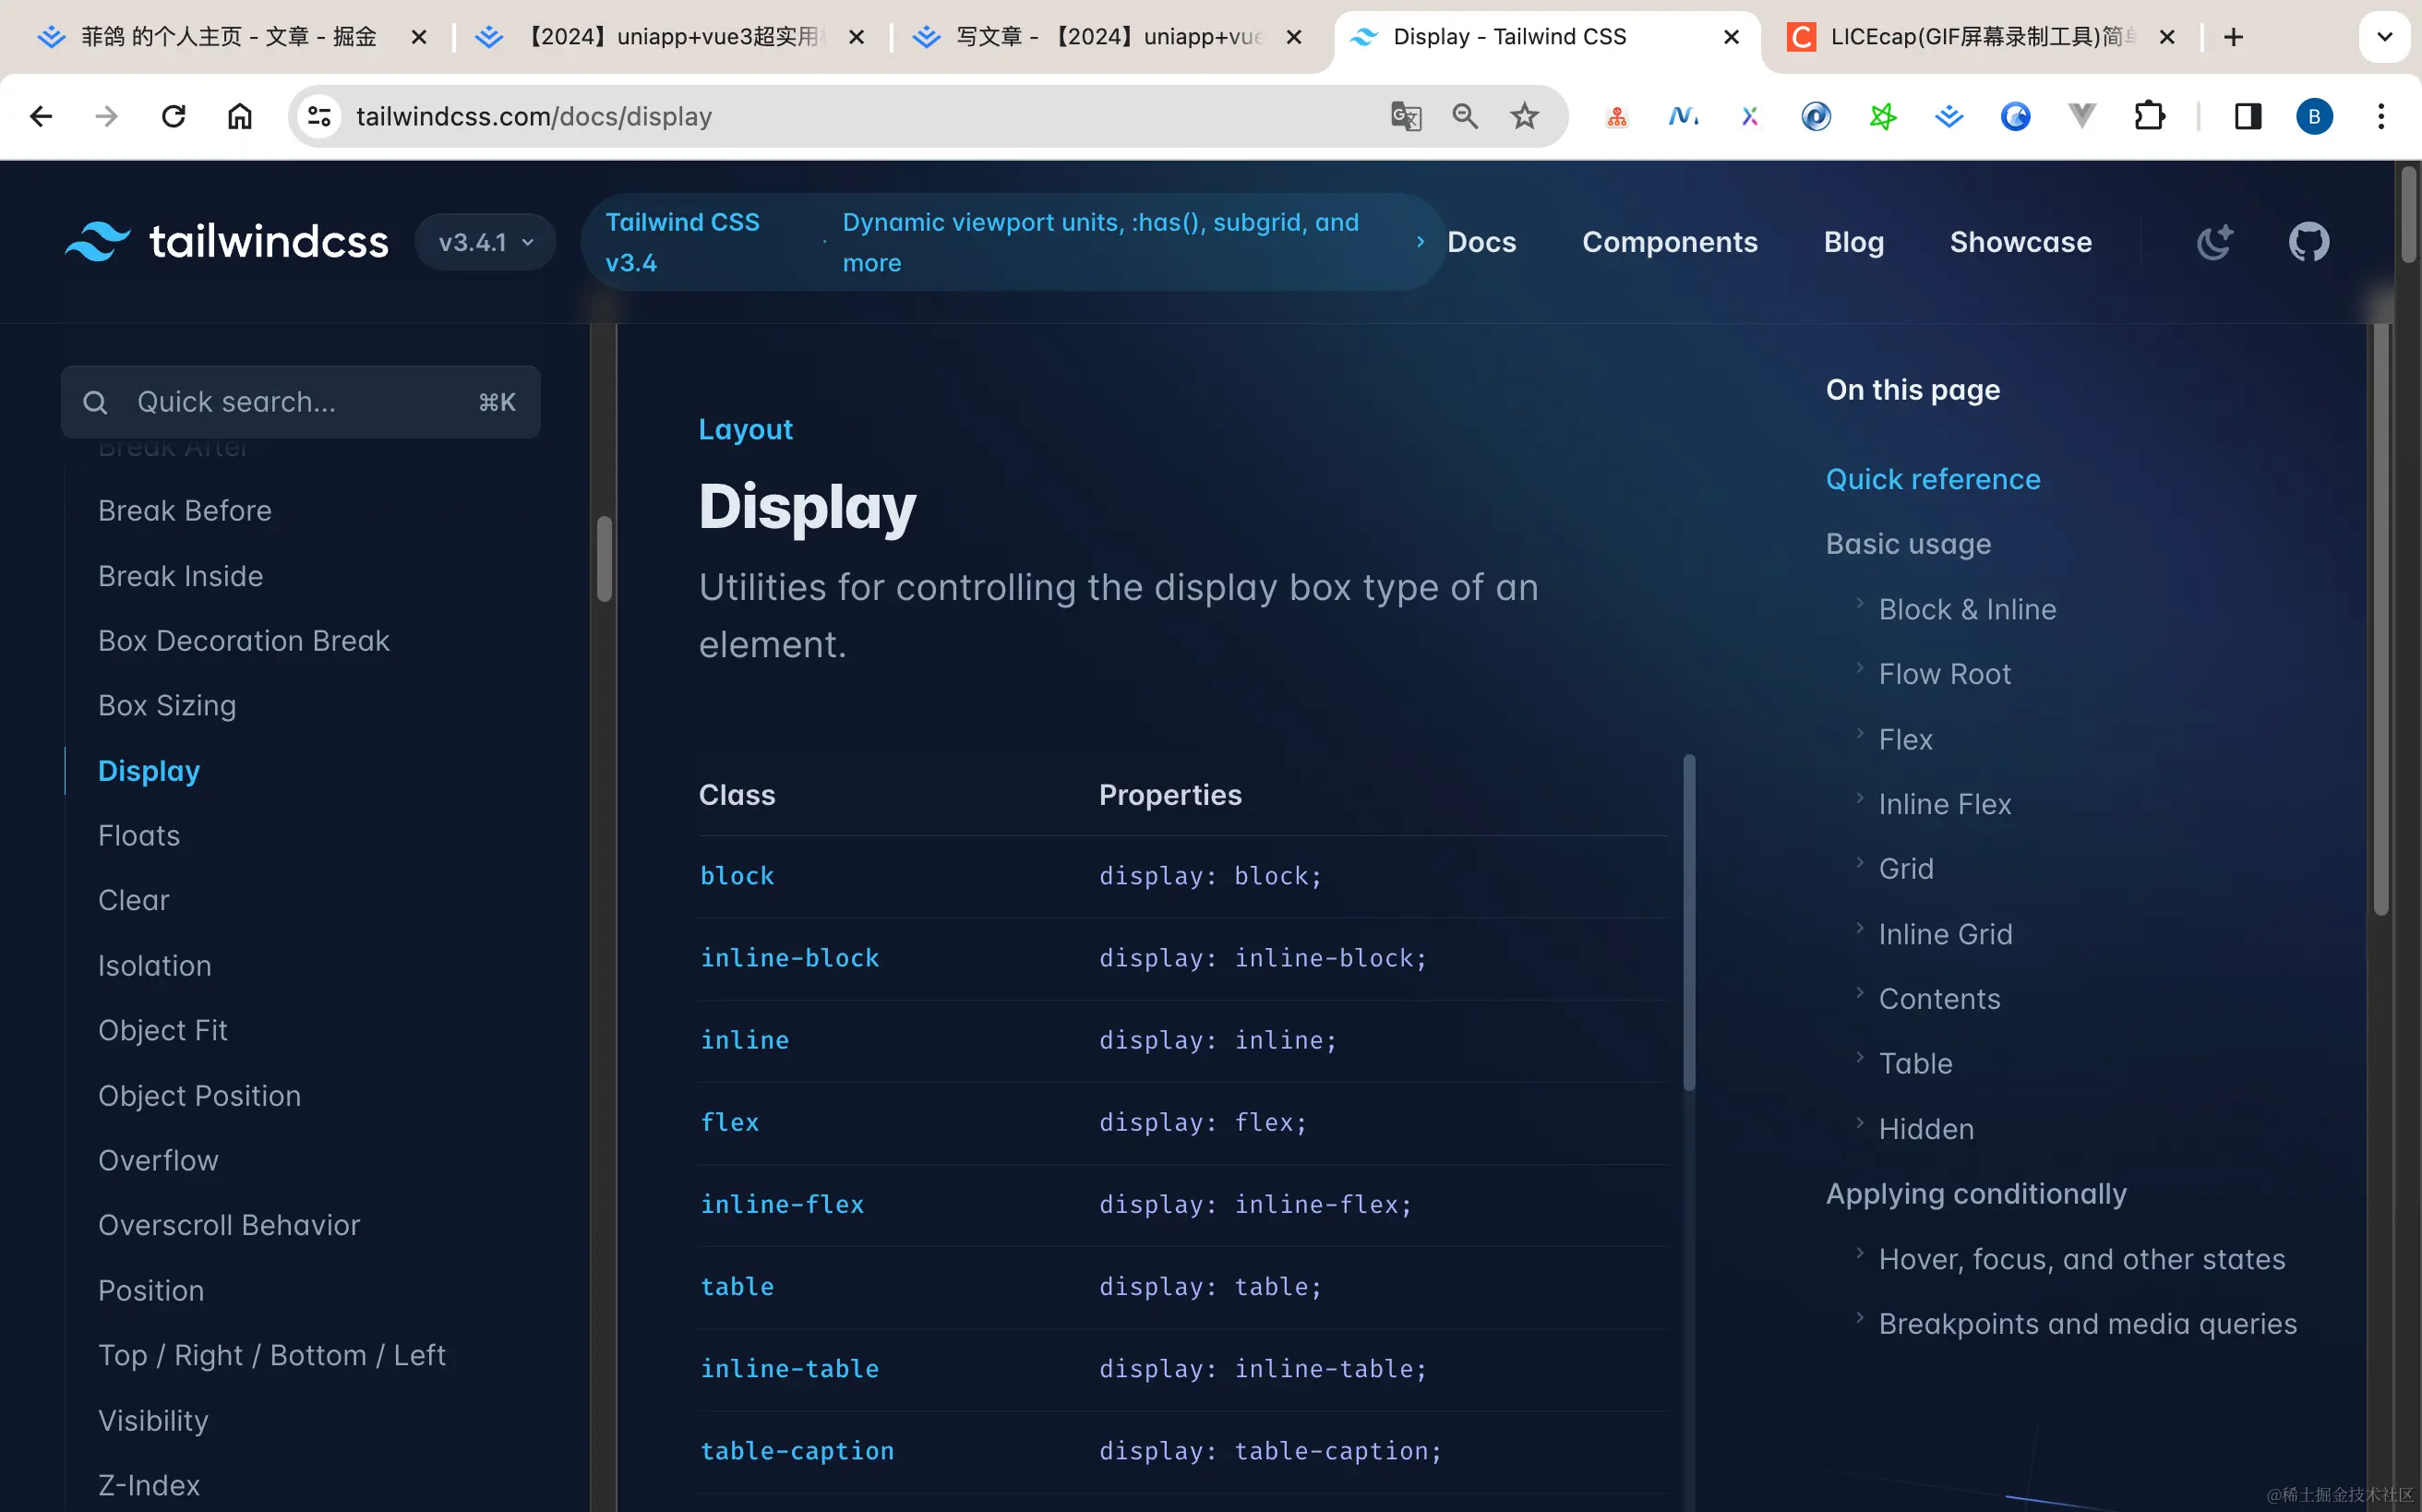 菲鸽 的个人主页 - 文章 - 掘金
【2024】uniapp+vue3超实用
写文章 - 【2024】uniapp+vue
Display - Tailwind CSS
LICEcap(GIF屏幕录制工具)简单
tailwindcss.com/docs/display
B
tailwindcss
v3.4.1
Tailwind CSS v3.4
Dynamic viewport units, :has(), subgrid, and more
Docs
Components
Blog
Showcase
Quick search...
⌘K
Break After
Break Before
Break Inside
Box Decoration Break
Box Sizing
Display
Floats
Clear
Isolation
Object Fit
Object Position
Overflow
Overscroll Behavior
Position
Top / Right / Bottom / Left
Visibility
Z-Index
Layout
Display
Utilities for controlling the display box type of an
element.
Class Properties
block display: block;
inline-block display: inline-block;
inline display: inline;
flex display: flex;
inline-flex display: inline-flex;
table display: table;
inline-table display: inline-table;
table-caption display: table-caption;
On this page
Quick reference
Basic usage
Block & Inline
Flow Root
Flex
Inline Flex
Grid
Inline Grid
Contents
Table
Hidden
Applying conditionally
Hover, focus, and other states
Breakpoints and media queries
@稀土掘金技术社区